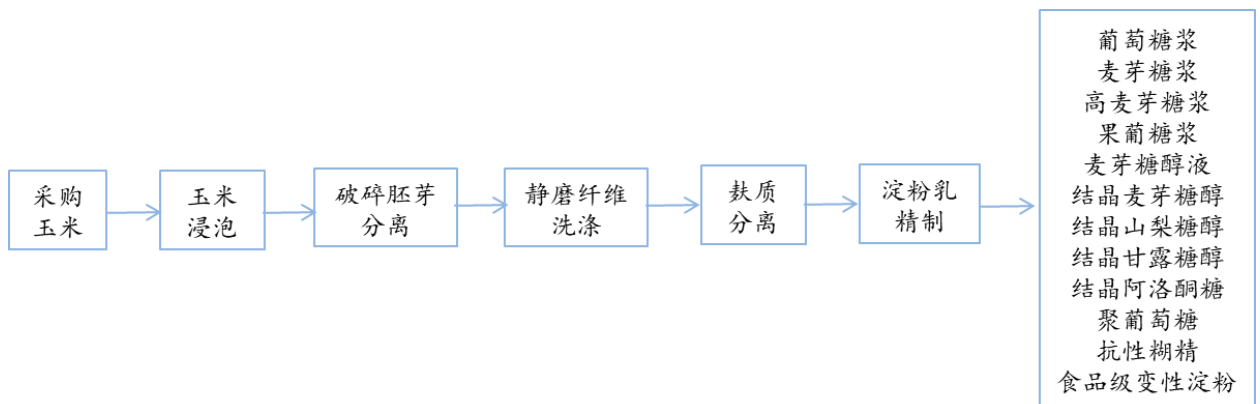 采购
玉米
玉米
浸泡
破碎胚芽
分离
静磨纤维
洗涤
麸质
分离
淀粉乳
精制
葡萄糖浆
麦芽糖浆
高麦芽糖浆
果葡糖浆
麦芽糖醇液
结晶麦芽糖醇
结晶山梨糖醇
结晶甘露糖醇
结晶阿洛酮糖
聚葡萄糖
抗性糊精
食品级变性淀粉